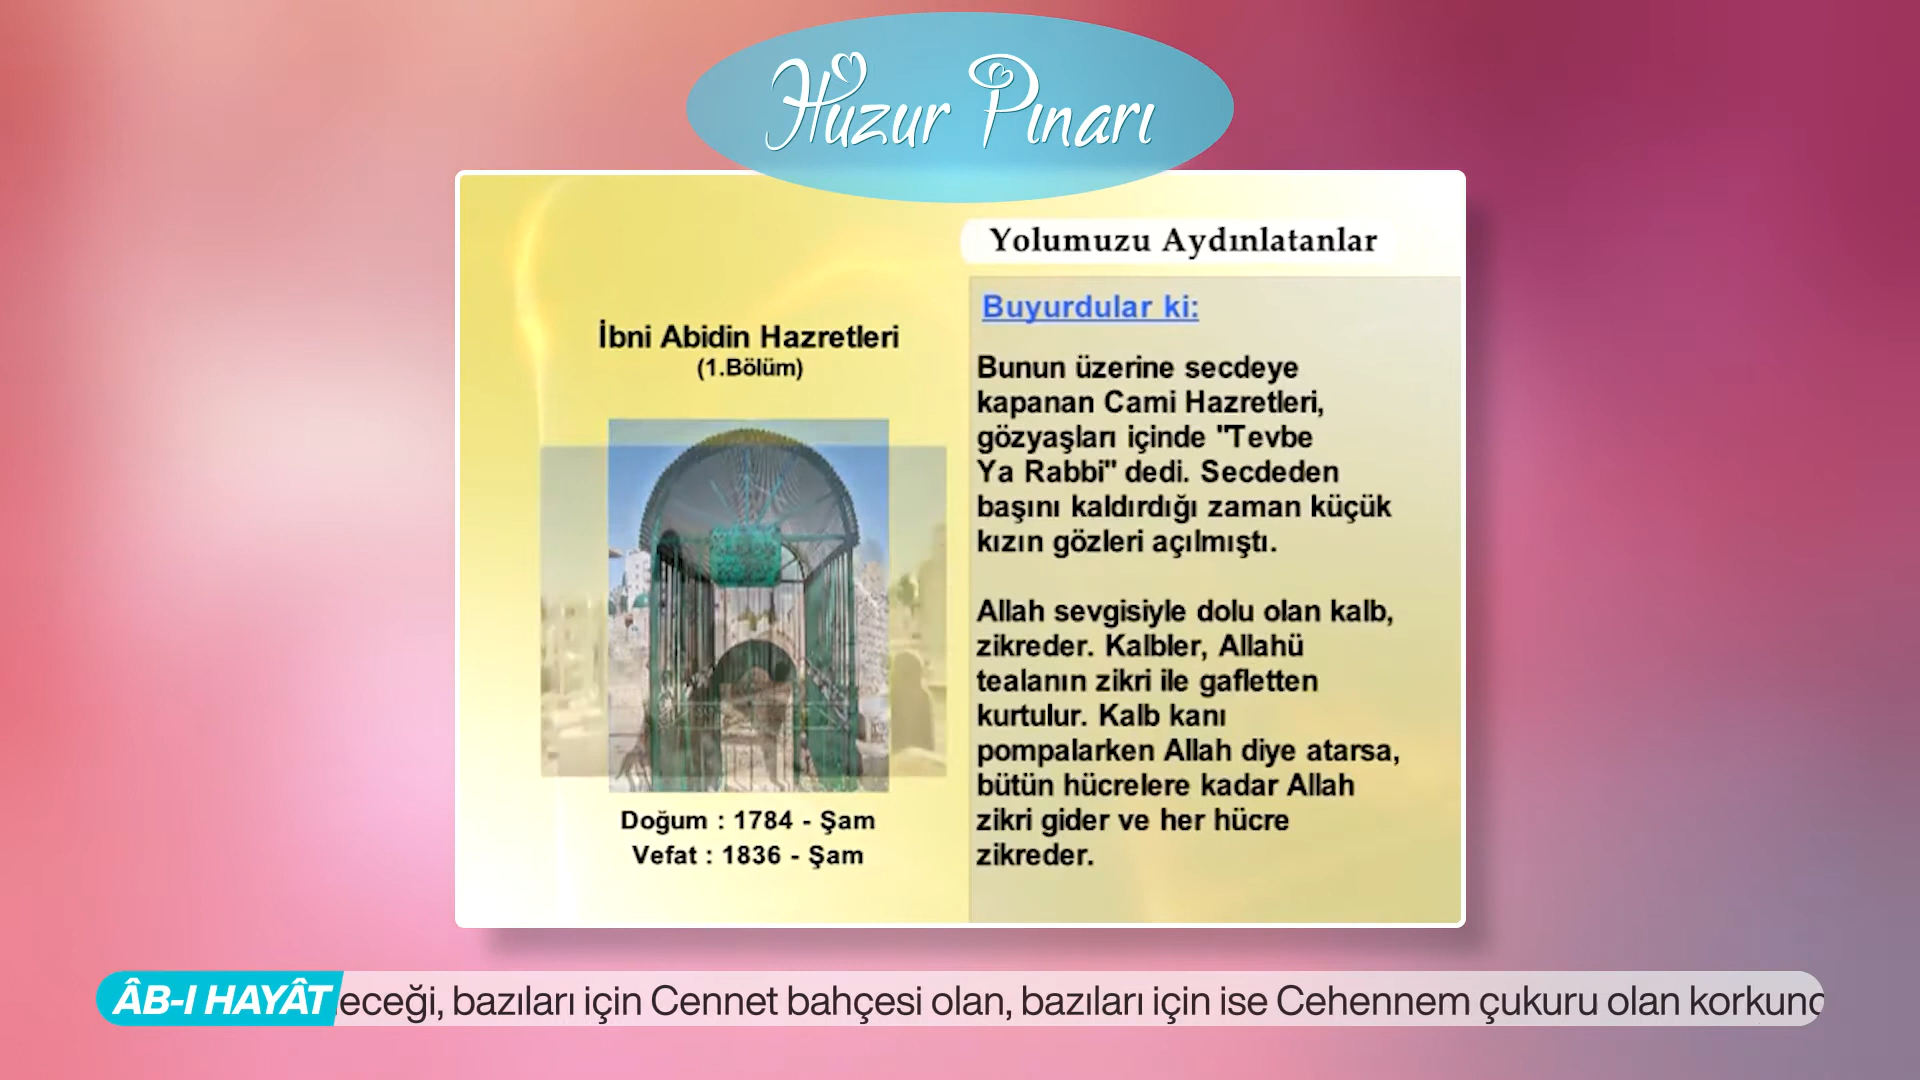 Huzur Pınarı
Yolumuzu Aydınlatanlar
İbni Abidin Hazretleri
(1.Bölüm)
Doğum : 1784 - Şam
Vefat : 1836 - Şam
Buyurdular ki:
Bunun üzerine secdeye
kapanan Cami Hazretleri,
gözyaşları içinde "Tevbe
Ya Rabbi" dedi. Secdeden
başını kaldırdığı zaman küçük
kızın gözleri açılmıştı.
Allah sevgisiyle dolu olan kalb,
zikreder. Kalbler, Allahü
tealanın zikri ile gafletten
kurtulur. Kalb kanı
pompalarken Allah diye atarsa,
bütün hücrelere kadar Allah
zikri gider ve her hücre
zikreder.
ÂB-I HAYÂT eceği, bazıları için Cennet bahçesi olan, bazıları için ise Cehennem çukuru olan